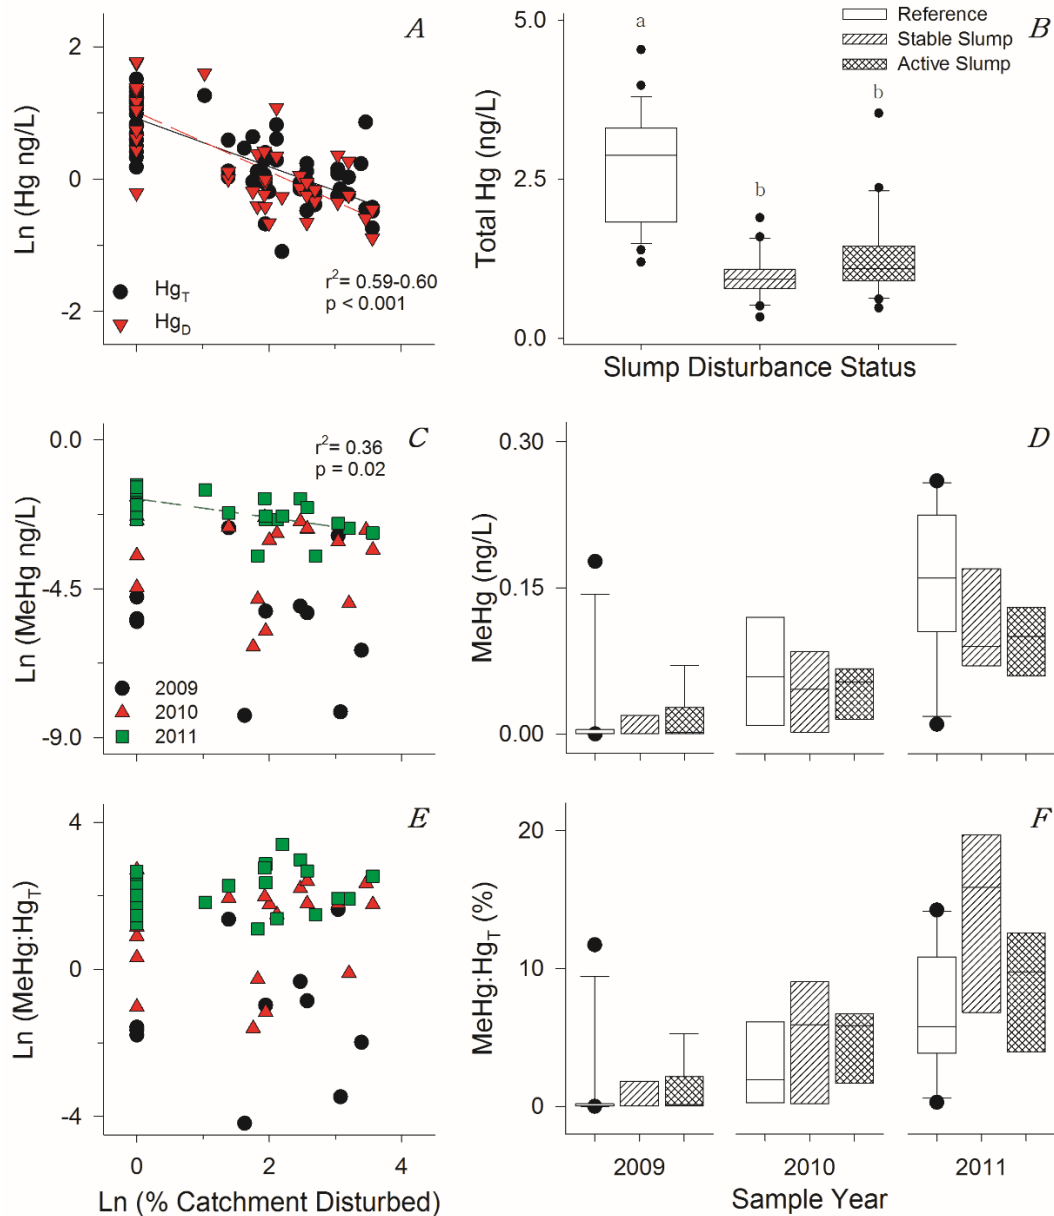 A
Ln (Hg ng/L)
2
0
-2
Hg_T
Hg_D
r²= 0.59-0.60
p < 0.001
0
2
4
B
Total Hg (ng/L)
5.0
2.5
0.0
a
b
b
Reference
Stable Slump
Active Slump
Slump Disturbance Status
C
Ln (MeHg ng/L)
0.0
-4.5
-9.0
r²= 0.36
p = 0.02
2009
2010
2011
D
MeHg (ng/L)
0.30
0.15
0.00
E
Ln (MeHg:Hg_T)
4
0
-4
0
2
4
Ln (% Catchment Disturbed)
F
MeHg:Hg_T (%)
20
10
0
2009
2010
2011
Sample Year